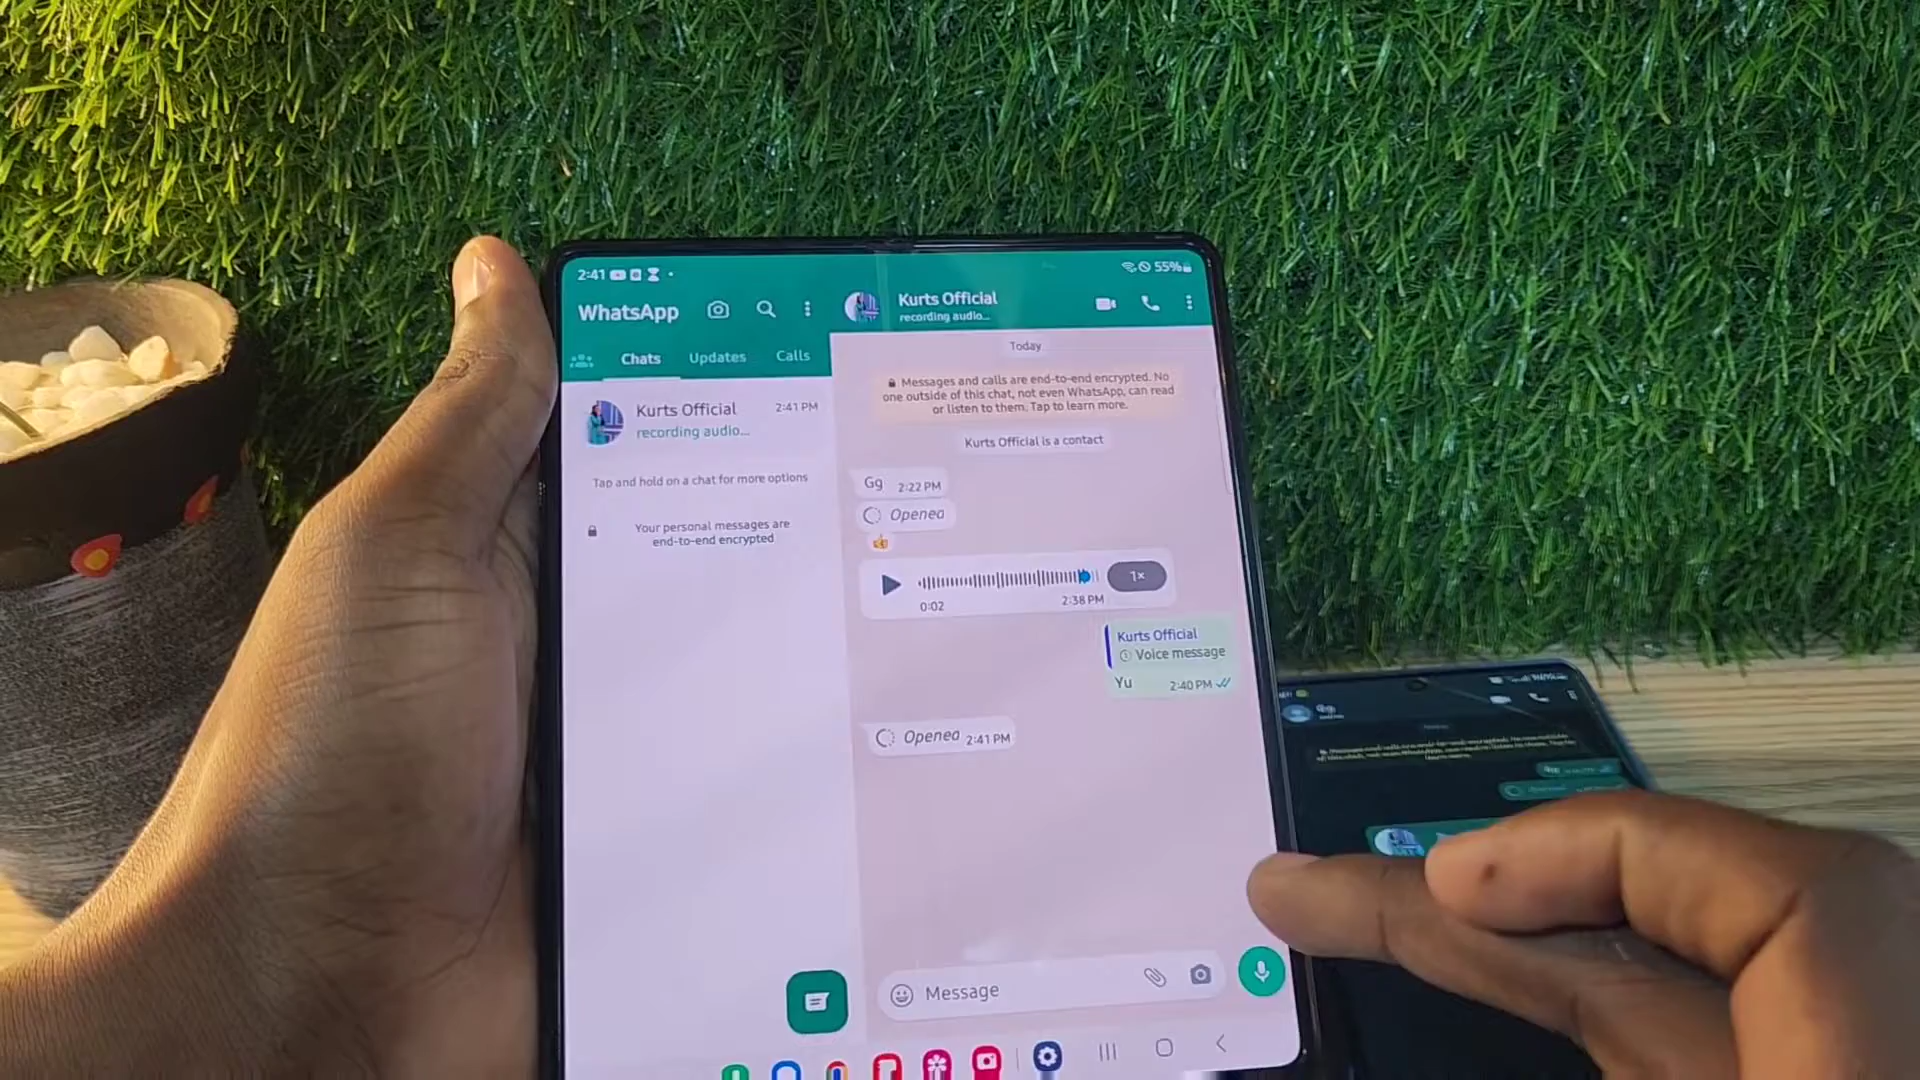 2:41
55%
WhatsApp
Kurts Official
recording audio...
Chats
Updates
Calls
Kurts Official
2:41 PM
recording audio...
Tap and hold on a chat for more options
Your personal messages are
end-to-end encrypted
Today
Messages and calls are end-to-end encrypted. No
one outside of this chat, not even WhatsApp, can read
or listen to them. Tap to learn more.
Kurts Official is a contact
Gg 2:22 PM
Opened
1x
0:02
2:38 PM
Kurts Official
Voice message
Yu 2:40 PM
Opened 2:41 PM
Message